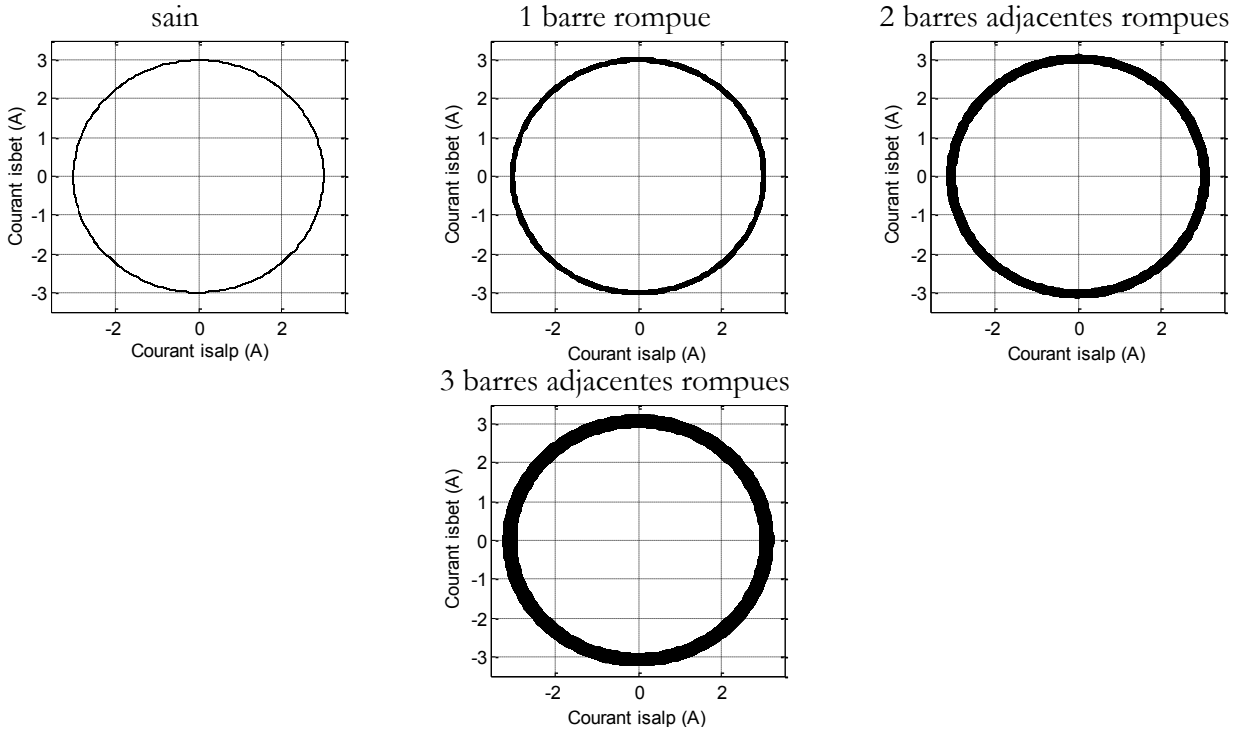 sain
3
2
1
0
-1
-2
-3
Courant isbet (A)
-2 0 2
Courant isalp (A)
1 barre rompue
3
2
1
0
-1
-2
-3
Courant isbet (A)
-2 0 2
Courant isalp (A)
2 barres adjacentes rompues
3
2
1
0
-1
-2
-3
Courant isbet (A)
-2 0 2
Courant isalp (A)
3 barres adjacentes rompues
3
2
1
0
-1
-2
-3
Courant isbet (A)
-2 0 2
Courant isalp (A)